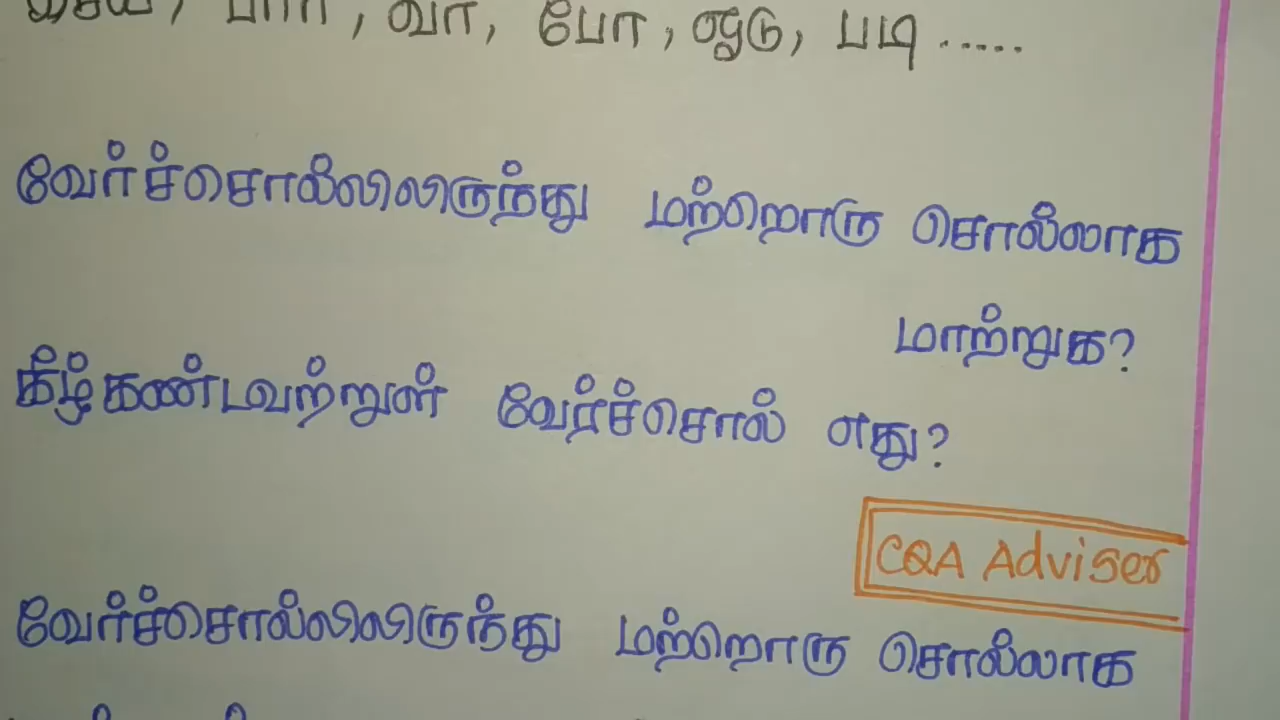 செய், பார், வா, போ, ஓடு, படி .....
வேர்ச்சொல்லிலிருந்து மற்றொரு சொல்லாக
மாற்றுக?
கீழ்கண்டவற்றுள் வேர்ச்சொல் எது?
CQA Adviser
வேர்ச்சொல்லிலிருந்து மற்றொரு சொல்லாக